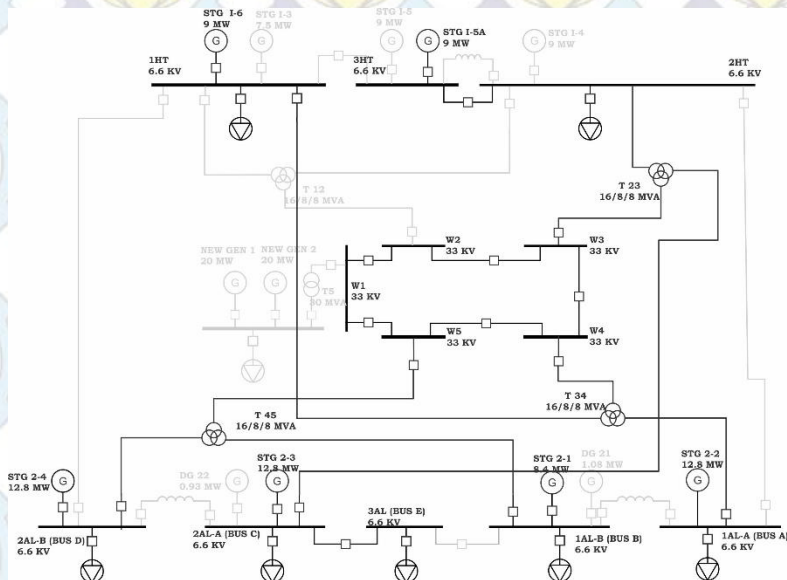 STG I-6
9 MW
G
STG I-3
7.5 MW
G
STG I-5
9 MW
G
STG I-5A
9 MW
G
STG I-4
9 MW
G
1HT
6.6 KV
3HT
6.6 KV
2HT
6.6 KV
T 12
16/8/8 MVA
T 23
16/8/8 MVA
NEW GEN 1
20 MW
G
NEW GEN 2
20 MW
G
T5
30 MVA
W2
33 KV
W3
33 KV
W1
33 KV
W5
33 KV
W4
33 KV
T 34
16/8/8 MVA
T 45
16/8/8 MVA
STG 2-4
12.8 MW
G
DG 22
0.93 MW
G
STG 2-3
12.8 MW
G
STG 2-1
8.4 MW
G
DG 21
1.08 MW
G
STG 2-2
12.8 MW
G
2AL-B (BUS D)
6.6 KV
2AL-A (BUS C)
6.6 KV
3AL (BUS E)
6.6 KV
1AL-B (BUS B)
6.6 KV
1AL-A (BUS A)
6.6 KV